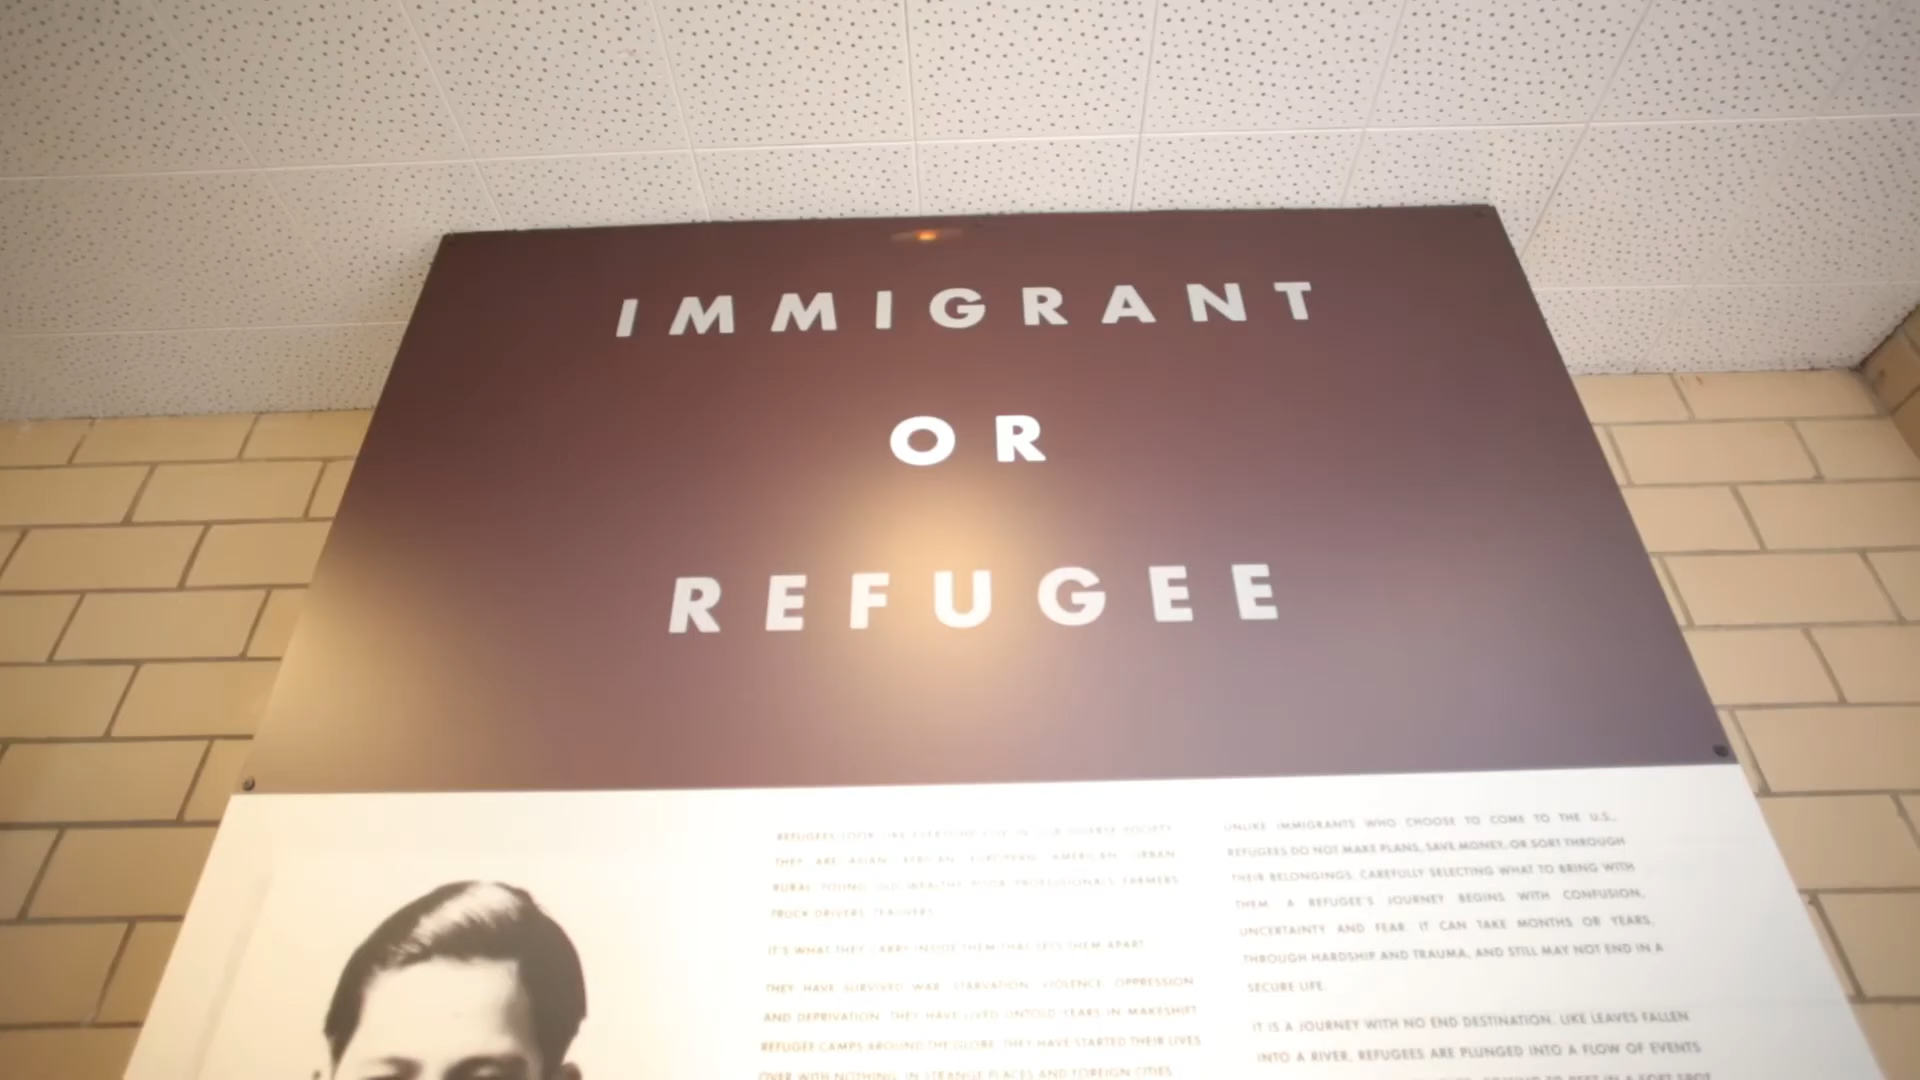 IMMIGRANT
OR
REFUGEE
REFUGEES LOOK LIKE EVERYONE ELSE IN OUR DIVERSE SOCIETY.
THEY ARE ASIAN, AFRICAN, EUROPEAN, AMERICAN, URBAN,
RURAL, YOUNG, OLD, WEALTHY, POOR, PROFESSIONALS, FARMERS,
TRUCK DRIVERS, TEACHERS.
IT'S WHAT THEY CARRY INSIDE THEM THAT SETS THEM APART.
THEY HAVE SURVIVED WAR, STARVATION, VIOLENCE, OPPRESSION
AND DEPRIVATION. THEY HAVE LIVED UNTOLD YEARS IN MAKESHIFT
REFUGEE CAMPS AROUND THE GLOBE. THEY HAVE STARTED THEIR LIVES
OVER WITH NOTHING, IN STRANGE PLACES AND FOREIGN CITIES
UNLIKE IMMIGRANTS WHO CHOOSE TO COME TO THE U.S.,
REFUGEES DO NOT MAKE PLANS, SAVE MONEY, OR SORT THROUGH
THEIR BELONGINGS, CAREFULLY SELECTING WHAT TO BRING WITH
THEM. A REFUGEE'S JOURNEY BEGINS WITH CONFUSION,
UNCERTAINTY AND FEAR. IT CAN TAKE MONTHS OR YEARS,
THROUGH HARDSHIP AND TRAUMA, AND STILL MAY NOT END IN A
SECURE LIFE.
IT IS A JOURNEY WITH NO END DESTINATION. LIKE LEAVES FALLEN
INTO A RIVER, REFUGEES ARE PLUNGED INTO A FLOW OF EVENTS